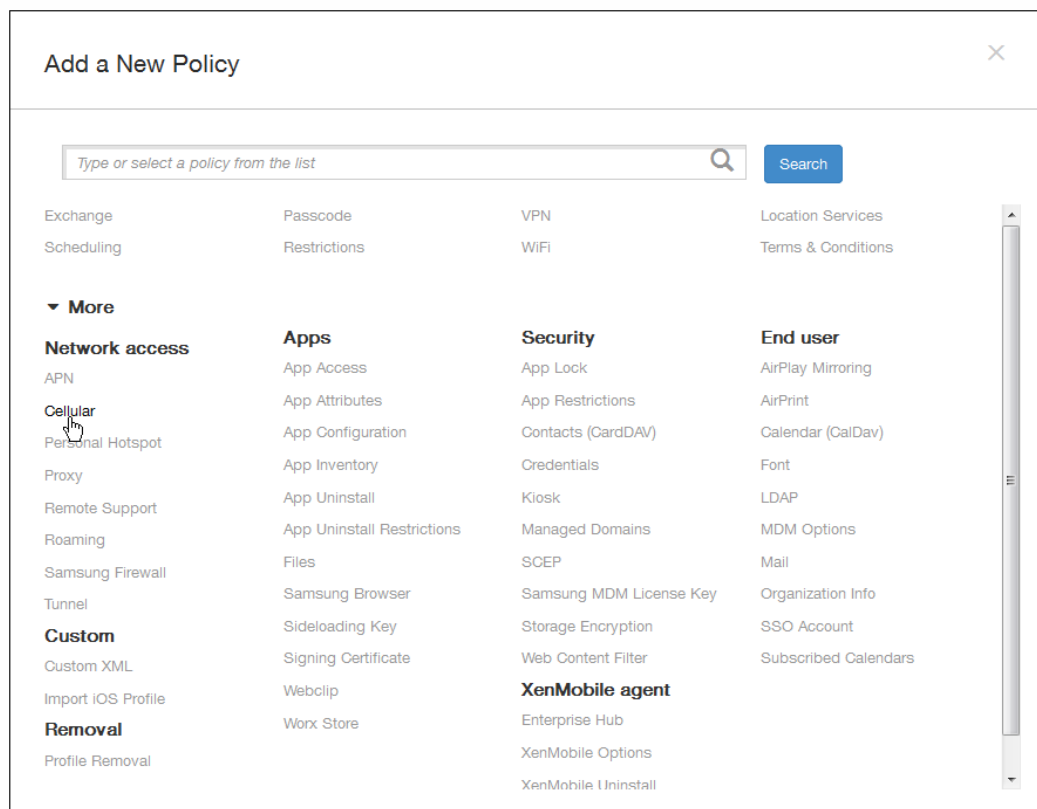 Add a New Policy
Type or select a policy from the list
Search
Exchange
Passcode
VPN
Location Services
Scheduling
Restrictions
WiFi
Terms & Conditions
More
Network access
APN
Cellular
Personal Hotspot
Proxy
Remote Support
Roaming
Samsung Firewall
Tunnel
Custom
Custom XML
Import iOS Profile
Removal
Profile Removal
Apps
App Access
App Attributes
App Configuration
App Inventory
App Uninstall
App Uninstall Restrictions
Files
Samsung Browser
Sideloading Key
Signing Certificate
Webclip
Worx Store
Security
App Lock
App Restrictions
Contacts (CardDAV)
Credentials
Kiosk
Managed Domains
SCEP
Samsung MDM License Key
Storage Encryption
Web Content Filter
XenMobile agent
Enterprise Hub
XenMobile Options
XenMobile Uninstall
End user
AirPlay Mirroring
AirPrint
Calendar (CalDav)
Font
LDAP
MDM Options
Mail
Organization Info
SSO Account
Subscribed Calendars